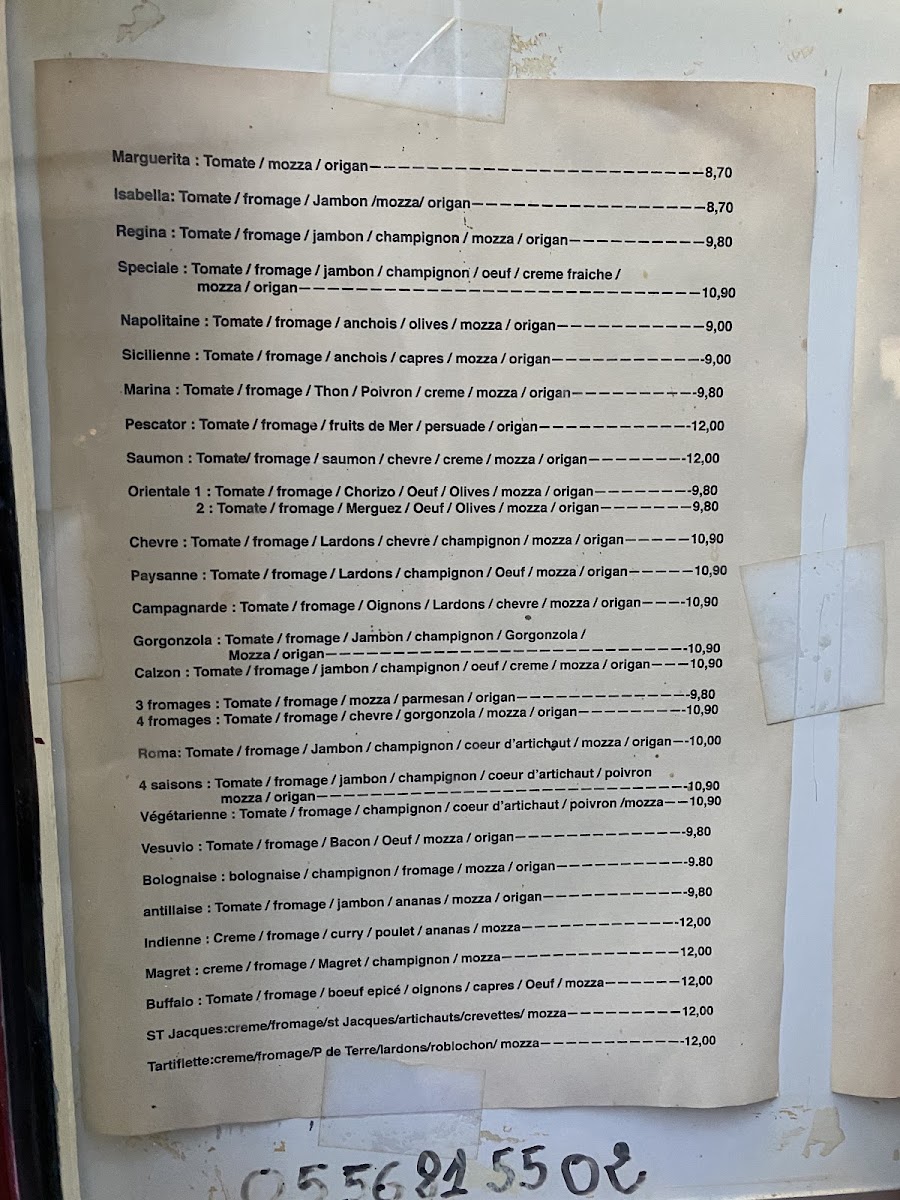 Marguerita : Tomate / mozza / origan————————————————————————8,70
Isabella: Tomate / fromage / Jambon /mozza/ origan—————————————————8,70
Regina : Tomate / fromage / jambon / champignon / mozza / origan——————————9,80
Speciale : Tomate / fromage / jambon / champignon / oeuf / creme fraiche /
mozza / origan————————————————————————————10,90
Napolitaine : Tomate / fromage / anchois / olives / mozza / origan———————————9,00
Sicilienne : Tomate / fromage / anchois / capres / mozza / origan———————————-9,00
Marina : Tomate / fromage / Thon / Poivron / creme / mozza / origan—————————-9,80
Pescator : Tomate / fromage / fruits de Mer / persuade / origan———————————-12,00
Saumon : Tomate/ fromage / saumon / chevre / creme / mozza / origan———————-12,00
Orientale 1 : Tomate / fromage / Chorizo / Oeuf / Olives / mozza / origan———————-9,80
2 : Tomate / fromage / Merguez / Oeuf / Olives / mozza / origan———————-9,80
Chevre : Tomate / fromage / Lardons / chevre / champignon / mozza / origan—————10,90
Paysanne : Tomate / fromage / Lardons / champignon / Oeuf / mozza / origan—————10,90
Campagnarde : Tomate / fromage / Oignons / Lardons / chevre / mozza / origan———-10,90
Gorgonzola : Tomate / fromage / Jambon / champignon / Gorgonzola /
Mozza / origan——————————————————————————-10,90
Calzon : Tomate / fromage / jambon / champignon / oeuf / creme / mozza / origan———10,90
3 fromages : Tomate / fromage / mozza / parmesan / origan————————————-9,80
4 fromages : Tomate / fromage / chevre / gorgonzola / mozza / origan————————-10,90
Roma: Tomate / fromage / Jambon / champignon / coeur d'artichaut / mozza / origan—-10,00
4 saisons : Tomate / fromage / jambon / champignon / coeur d'artichaut / poivron
mozza / origan——————————————————————————-10,90
Végétarienne : Tomate / fromage / champignon / coeur d'artichaut / poivron /mozza——10,90
Vesuvio : Tomate / fromage / Bacon / Oeuf / mozza / origan————————————-9,80
Bolognaise : bolognaise / champignon / fromage / mozza / origan—————————-9.80
antillaise : Tomate / fromage / jambon / ananas / mozza / origan——————————-9,80
Indienne : Creme / fromage / curry / poulet / ananas / mozza———————————-12,00
Magret : creme / fromage / Magret / champignon / mozza—————————————12,00
Buffalo : Tomate / fromage / boeuf epicé / oignons / capres / Oeuf / mozza——————12,00
ST Jacques:creme/fromage/st Jacques/artichauts/crevettes/ mozza————————12,00
Tartiflette:creme/fromage/P de Terre/lardons/roblochon/ mozza——————————-12,00
05 56 81 55 02